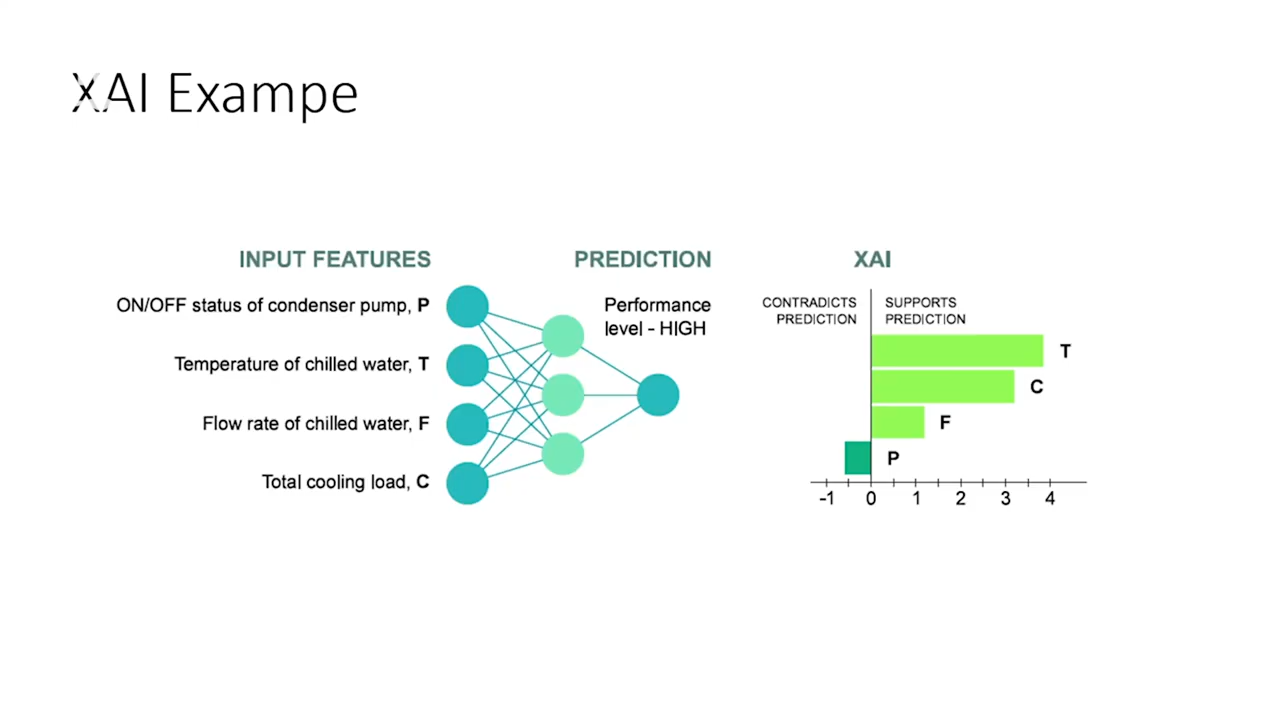 XAI Exampe
INPUT FEATURES
ON/OFF status of condenser pump, P
Temperature of chilled water, T
Flow rate of chilled water, F
Total cooling load, C
PREDICTION
Performance
level - HIGH
XAI
CONTRADICTS
PREDICTION
SUPPORTS
PREDICTION
T
C
F
P
-1 0 1 2 3 4